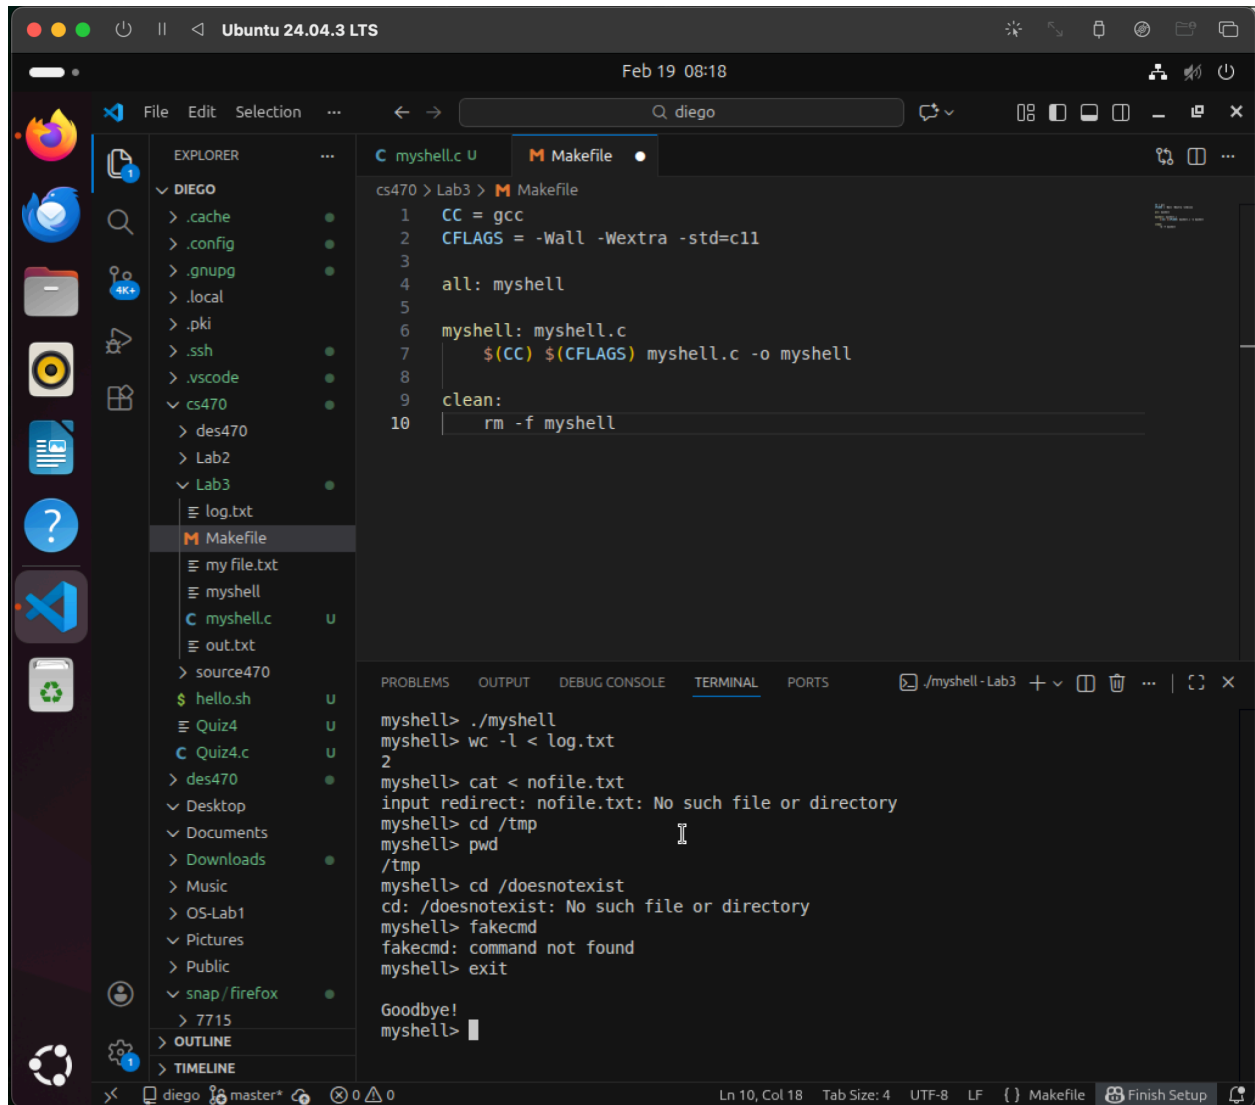 Ubuntu 24.04.3 LTS
Feb 19 08:18
File Edit Selection ···
diego
EXPLORER ···
myshell.c U
Makefile
DIEGO
cs470 > Lab3 > Makefile
.cache
.config
.gnupg
.local
.pki
.ssh
.vscode
cs470
des470
Lab2
Lab3
log.txt
Makefile
my file.txt
myshell
myshell.c U
out.txt
source470
hello.sh U
Quiz4 U
Quiz4.c U
des470
Desktop
Documents
Downloads
Music
OS-Lab1
Pictures
Public
snap/firefox
7715
OUTLINE
TIMELINE
1
4K+
1
1 CC = gcc
2 CFLAGS = -Wall -Wextra -std=c11
3
4 all: myshell
5
6 myshell: myshell.c
7 $(CC) $(CFLAGS) myshell.c -o myshell
8
9 clean:
10 rm -f myshell
PROBLEMS OUTPUT DEBUG CONSOLE TERMINAL PORTS ./myshell - Lab3
myshell> ./myshell
myshell> wc -l < log.txt
2
myshell> cat < nofile.txt
input redirect: nofile.txt: No such file or directory
myshell> cd /tmp
myshell> pwd
/tmp
myshell> cd /doesnotexist
cd: /doesnotexist: No such file or directory
myshell> fakecmd
fakecmd: command not found
myshell> exit
Goodbye!
myshell>
diego master* 0 0 Ln 10, Col 18 Tab Size: 4 UTF-8 LF { } Makefile Finish Setup